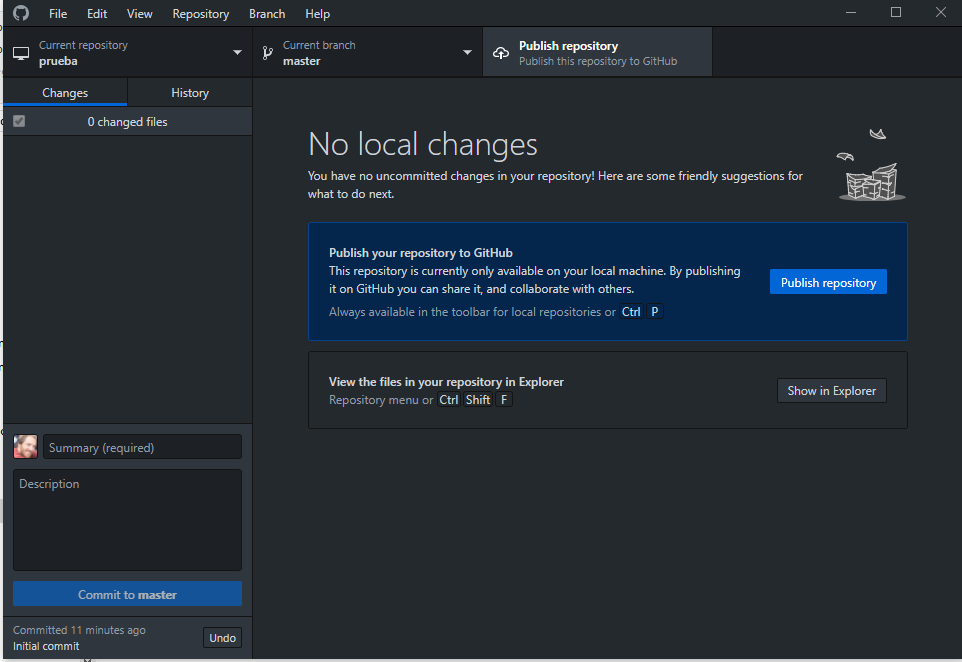 File Edit View Repository Branch Help
Current repository
prueba
Current branch
master
Publish repository
Publish this repository to GitHub
Changes History
0 changed files
No local changes
You have no uncommitted changes in your repository! Here are some friendly suggestions for
what to do next.
Publish your repository to GitHub
This repository is currently only available on your local machine. By publishing
it on GitHub you can share it, and collaborate with others.
Always available in the toolbar for local repositories or Ctrl P
Publish repository
View the files in your repository in Explorer
Repository menu or Ctrl Shift F
Show in Explorer
Summary (required)
Description
Commit to master
Committed 11 minutes ago
Initial commit
Undo